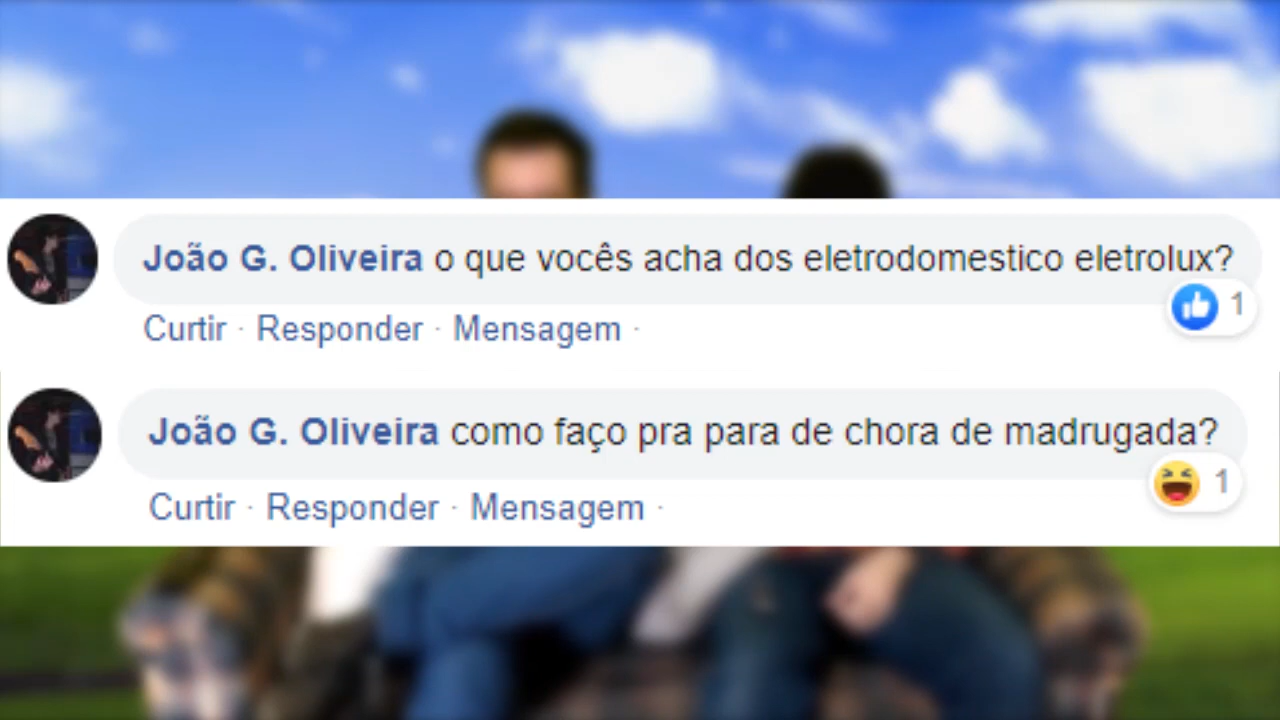 João G. Oliveira o que vocês acha dos eletrodomestico eletrolux?
1
Curtir · Responder · Mensagem ·
João G. Oliveira como faço pra para de chora de madrugada?
1
Curtir · Responder · Mensagem ·